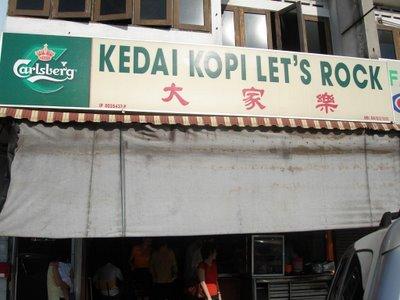 Carlsberg
KEDAI KOPI LET'S ROCK
大家樂